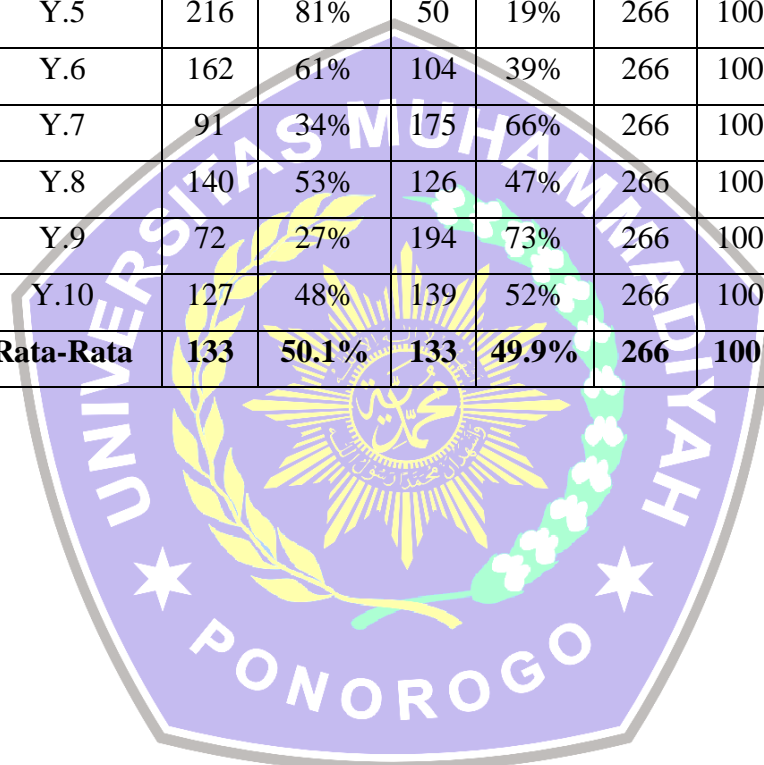 Y.5 216 81% 50 19% 266 100
Y.6 162 61% 104 39% 266 100
Y.7 91 34% 175 66% 266 100
Y.8 140 53% 126 47% 266 100
Y.9 72 27% 194 73% 266 100
Y.10 127 48% 139 52% 266 100
Rata-Rata 133 50.1% 133 49.9% 266 100
UNIVERSITAS MUHAMMADIYAH
PONOROGO
محمد